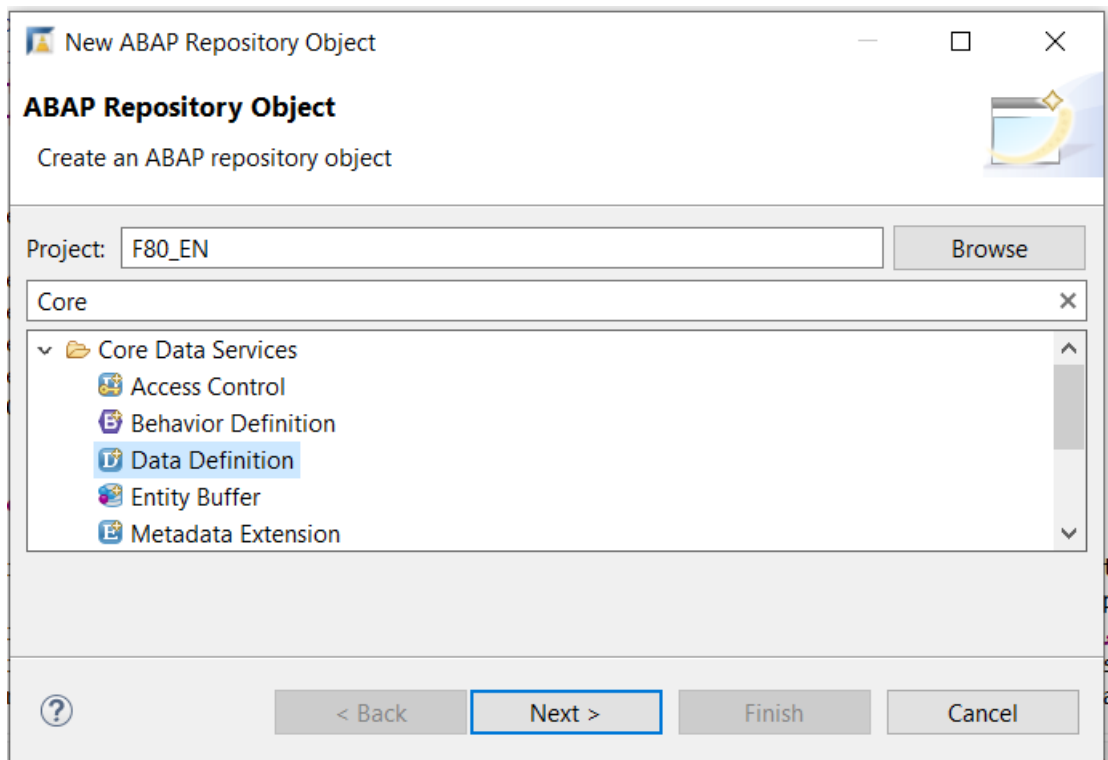 New ABAP Repository Object
ABAP Repository Object
Create an ABAP repository object
Project: F80_EN Browse
Core
Core Data Services
Access Control
Behavior Definition
Data Definition
Entity Buffer
Metadata Extension
< Back Next > Finish Cancel